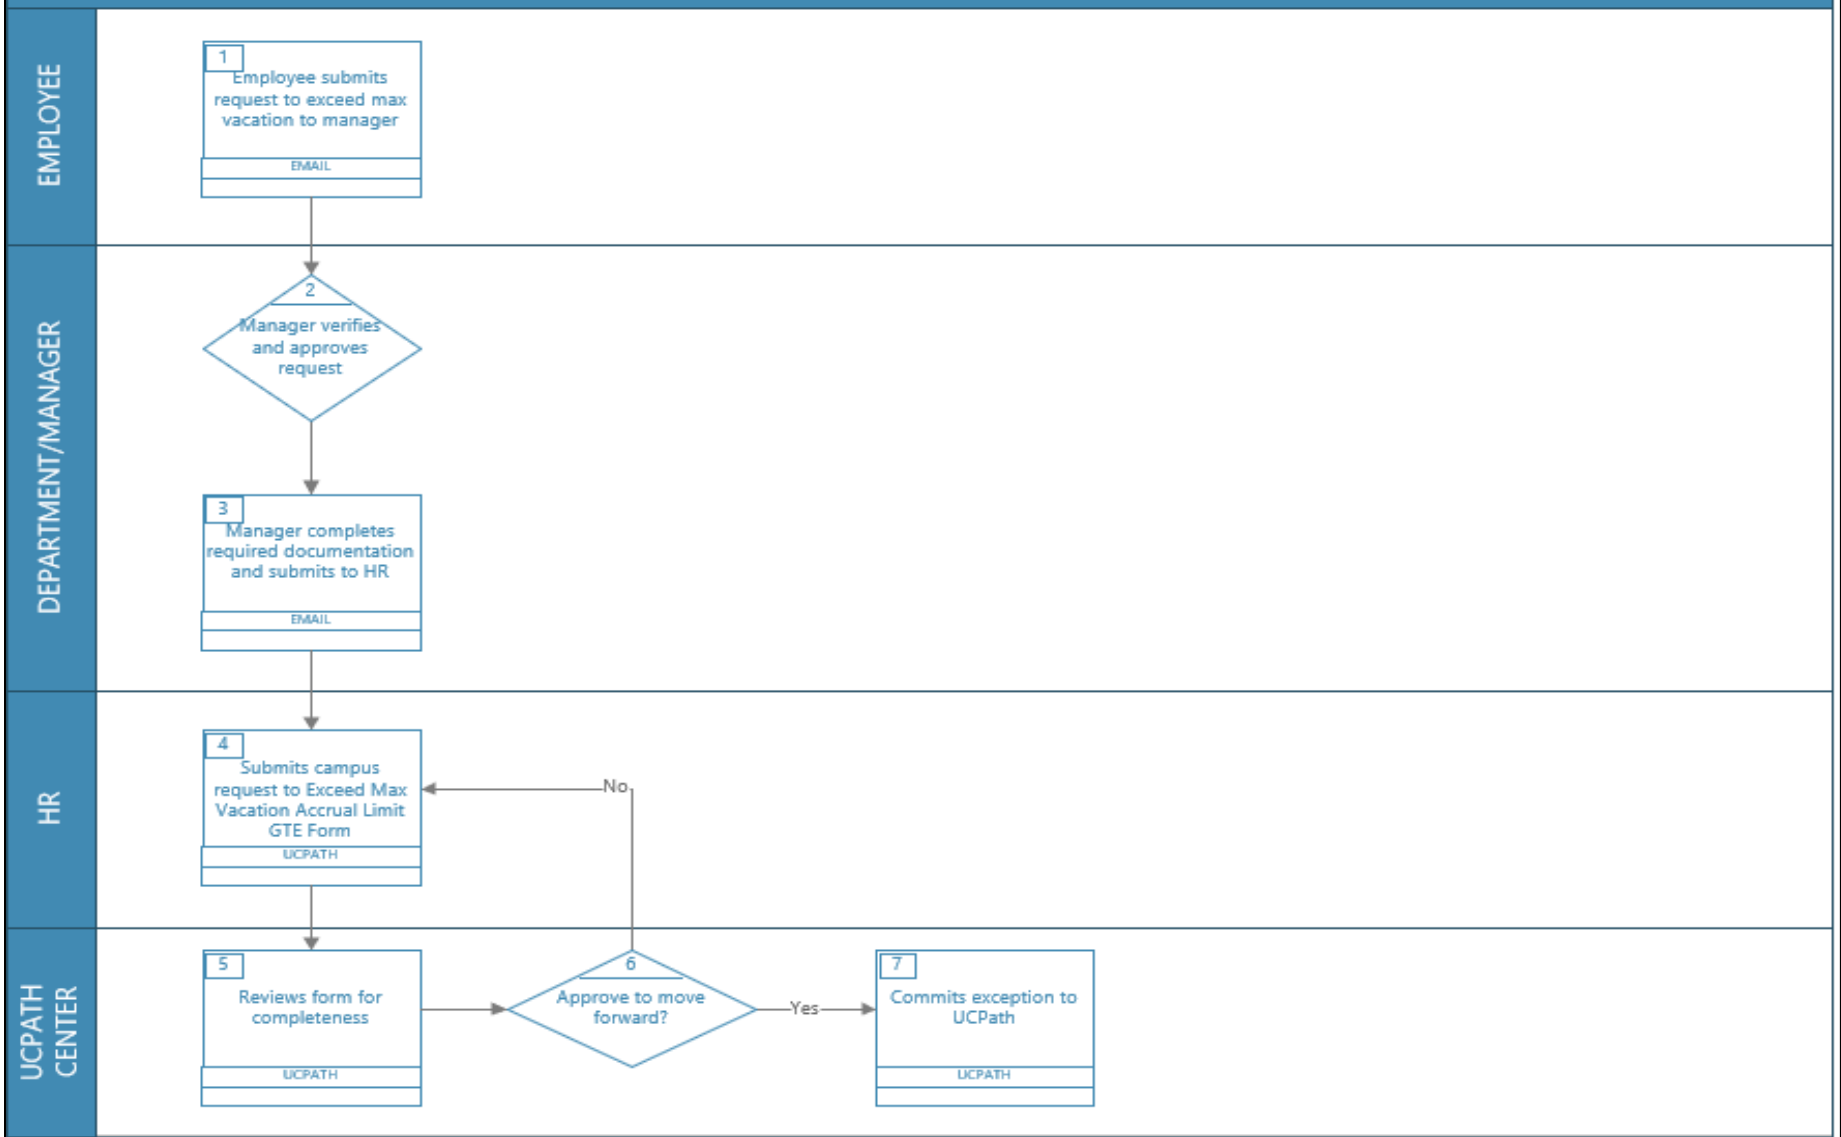 EMPLOYEE
1
Employee submits
request to exceed max
vacation to manager
EMAIL
DEPARTMENT/MANAGER
2
Manager verifies
and approves
request
3
Manager completes
required documentation
and submits to HR
EMAIL
HR
4
Submits campus
request to Exceed Max
Vacation Accrual Limit
GTE Form
UCPATH
No
UCPATH
CENTER
5
Reviews form for
completeness
UCPATH
6
Approve to move
forward?
Yes
7
Commits exception to
UCPath
UCPATH